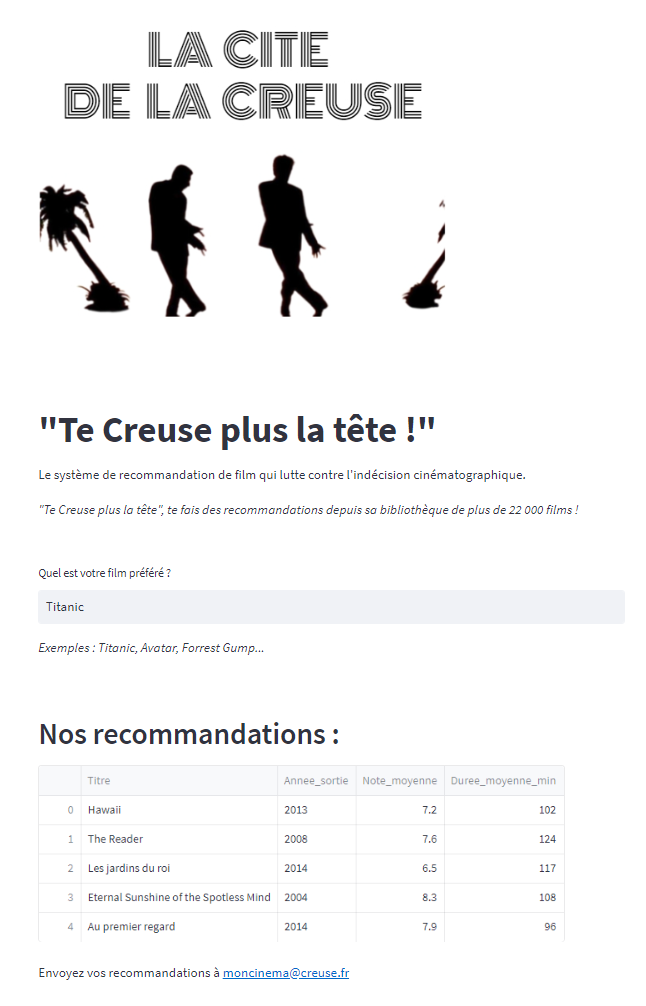 LA CITE
DE LA CREUSE
"Te Creuse plus la tête !"
Le système de recommandation de film qui lutte contre l'indécision cinématographique.
"Te Creuse plus la tête", te fais des recommandations depuis sa bibliothèque de plus de 22 000 films !
Quel est votre film préféré ?
Titanic
Exemples : Titanic, Avatar, Forrest Gump...
Nos recommandations :
Titre Annee_sortie Note_moyenne Duree_moyenne_min
0 Hawaii 2013 7.2 102
1 The Reader 2008 7.6 124
2 Les jardins du roi 2014 6.5 117
3 Eternal Sunshine of the Spotless Mind 2004 8.3 108
4 Au premier regard 2014 7.9 96
Envoyez vos recommandations à moncinema@creuse.fr